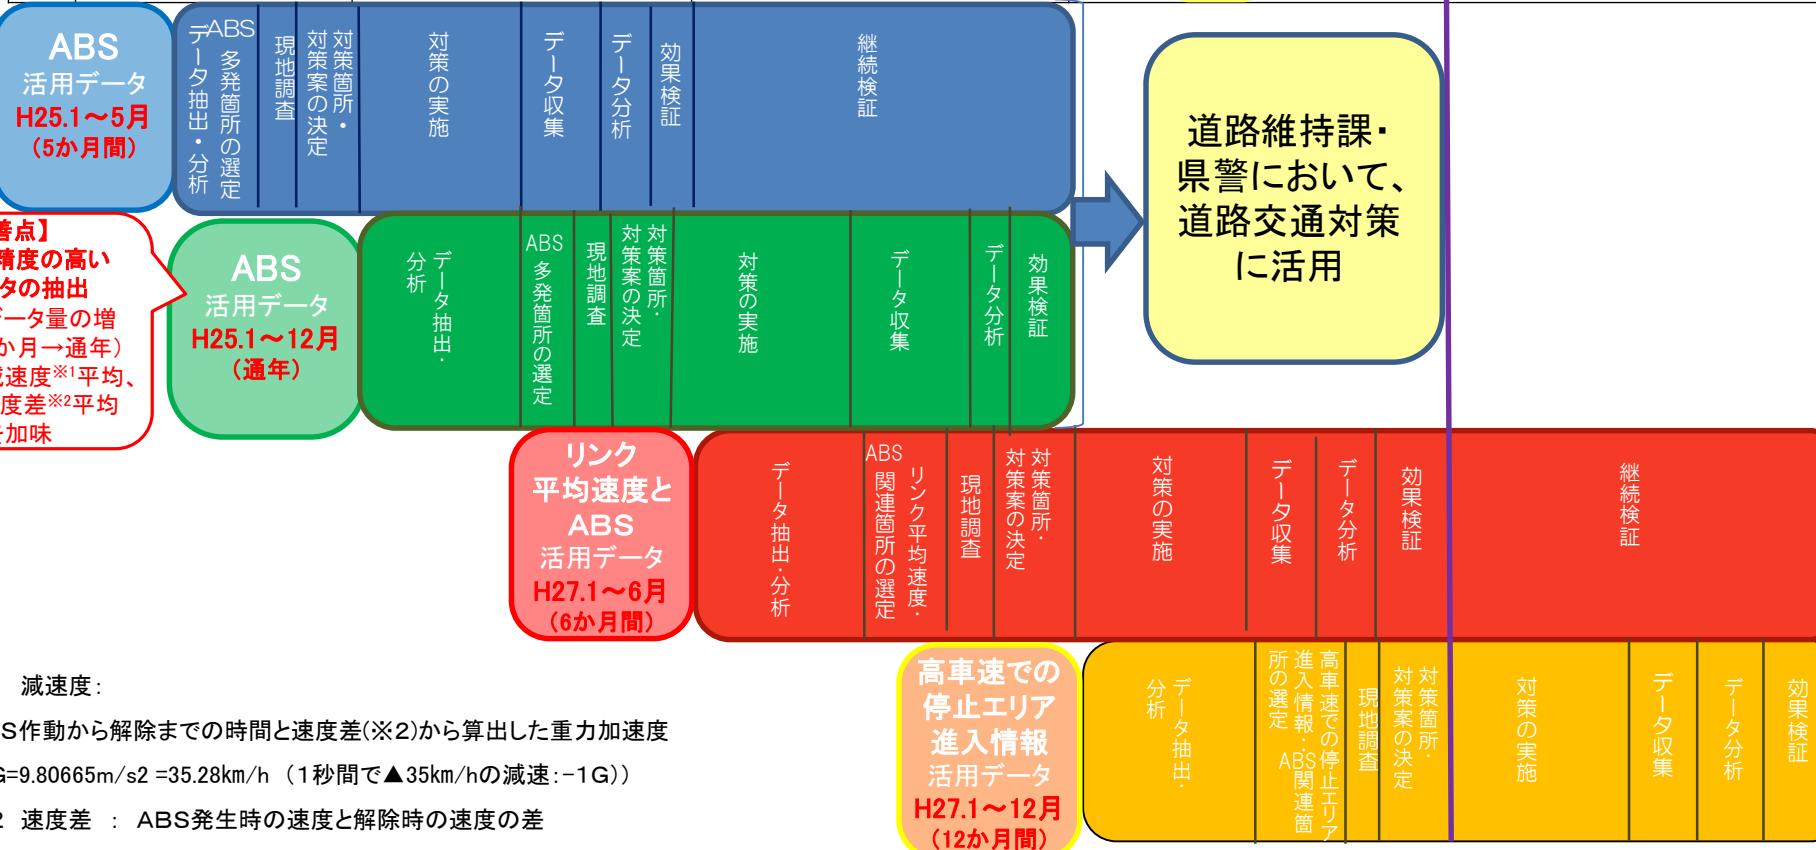 ABS
活用データ
H25.1～5月
(5か月間)
データ抽出・分析
ABS多発箇所の選定
現地調査
対策箇所・
対策案の決定
対策の実施
データ収集
データ分析
効果検証
継続検証
道路維持課・
県警において、
道路交通対策
に活用
善点】
精度の高い
タの抽出
データ量の増
か月→通年）
速度※1平均、
度差※2平均
加味
ABS
活用データ
H25.1～12月
(通年)
データ抽出・
分析
ABS多発箇所の選定
現地調査
対策箇所・
対策案の決定
対策の実施
データ収集
データ分析
効果検証
リンク
平均速度と
ABS
活用データ
H27.1～6月
(6か月間)
データ抽出・分析
リンク平均速度・
ABS関連箇所の選定
現地調査
対策箇所・
対策案の決定
対策の実施
データ収集
データ分析
効果検証
継続検証
高車速での
停止エリア
進入情報
活用データ
H27.1～12月
(12か月間)
データ抽出・
分析
高車速での停止エリア
進入情報・ABS関連箇
所の選定
現地調査
対策箇所・
対策案の決定
対策の実施
データ収集
データ分析
効果検証
減速度：
S作動から解除までの時間と速度差(※2)から算出した重力加速度
G=9.80665m/s2 =35.28km/h （1秒間で▲35km/hの減速：-1G））
2 速度差 ： ABS発生時の速度と解除時の速度の差